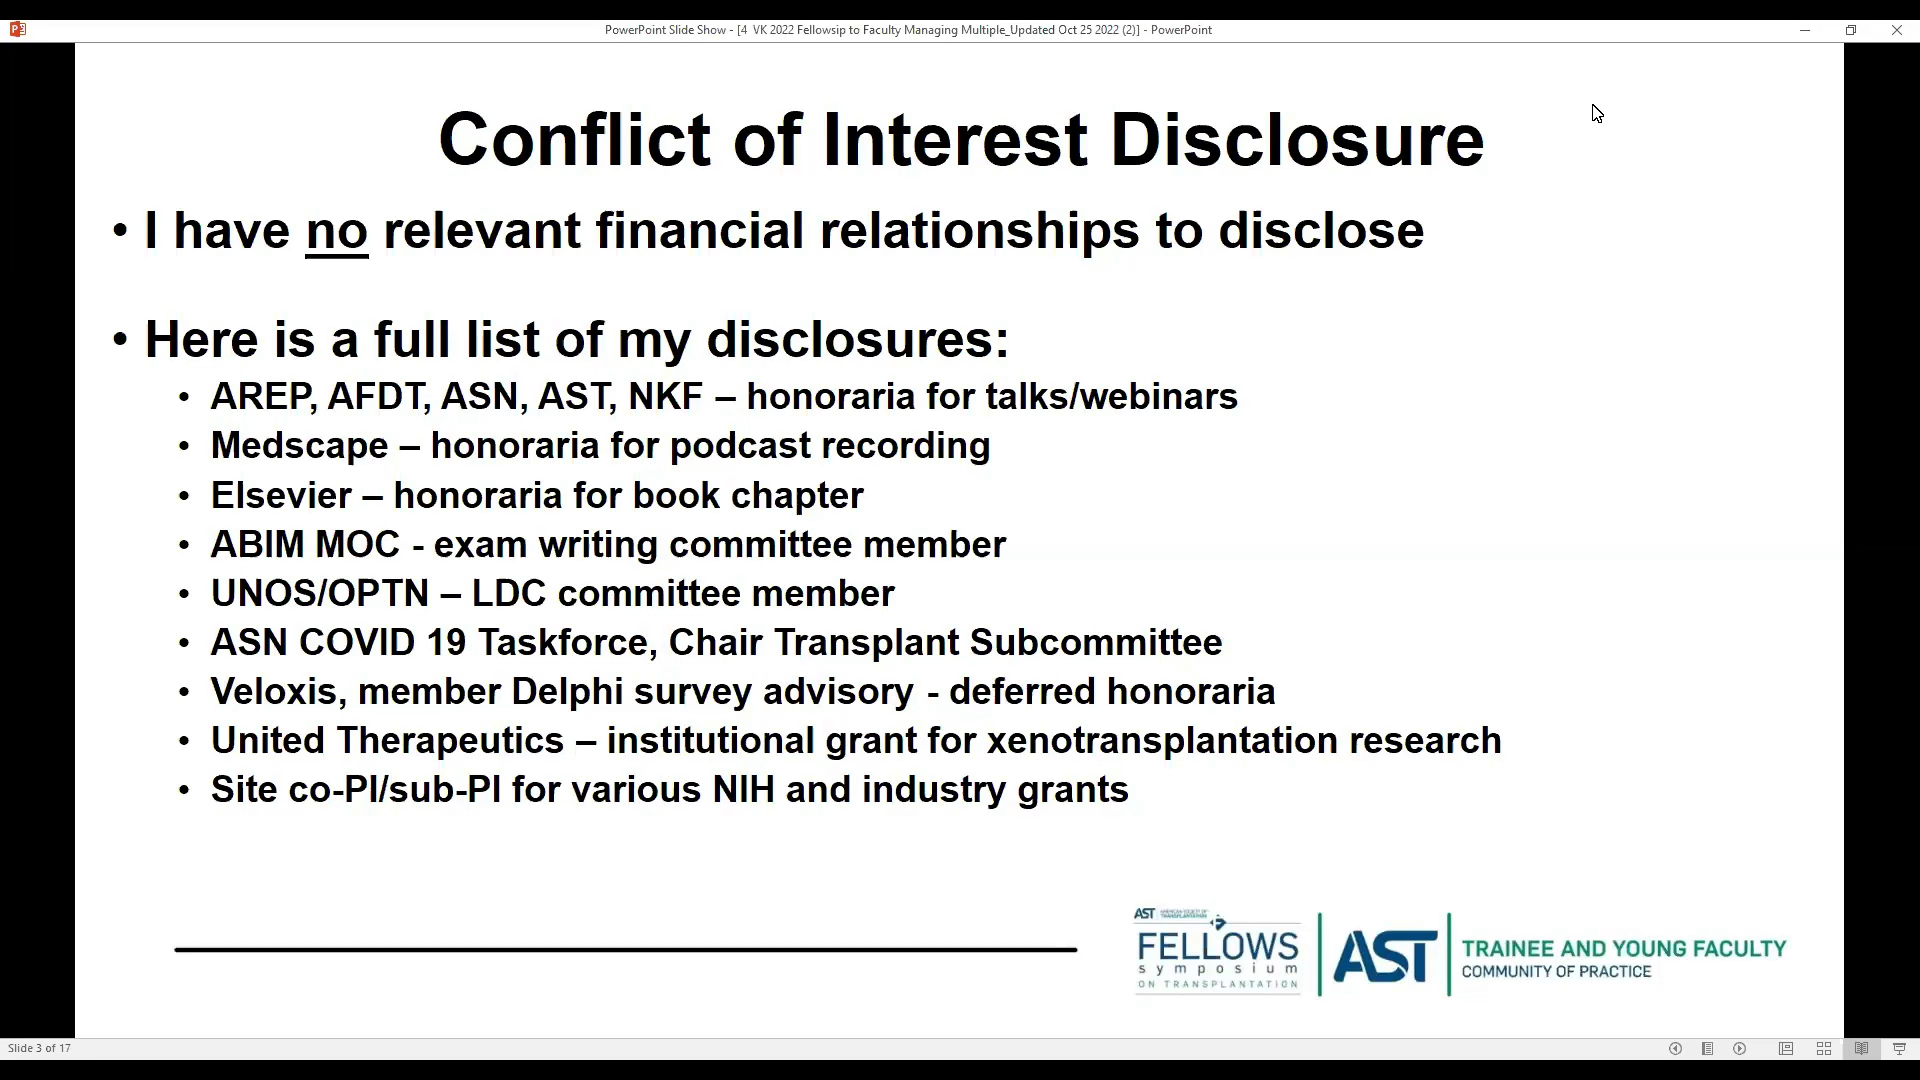 PowerPoint Slide Show - [4 VK 2022 Fellowsip to Faculty Managing Multiple_Updated Oct 25 2022 (2)] - PowerPoint
Conflict of Interest Disclosure
• I have no relevant financial relationships to disclose
• Here is a full list of my disclosures:
• AREP, AFDT, ASN, AST, NKF – honoraria for talks/webinars
• Medscape – honoraria for podcast recording
• Elsevier – honoraria for book chapter
• ABIM MOC - exam writing committee member
• UNOS/OPTN – LDC committee member
• ASN COVID 19 Taskforce, Chair Transplant Subcommittee
• Veloxis, member Delphi survey advisory - deferred honoraria
• United Therapeutics – institutional grant for xenotransplantation research
• Site co-PI/sub-PI for various NIH and industry grants
AST AMERICAN SOCIETY OF
TRANSPLANTATION
FELLOWS
symposium
ON TRANSPLANTATION
AST
TRAINEE AND YOUNG FACULTY
COMMUNITY OF PRACTICE
Slide 3 of 17